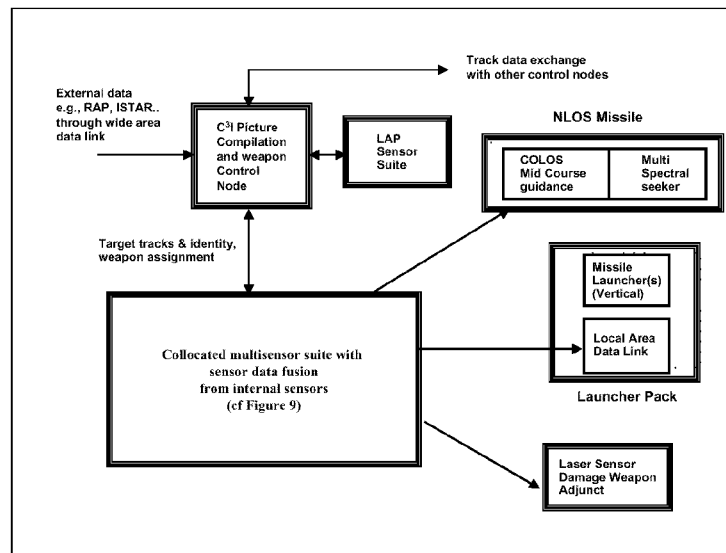 Track data exchange
with other control nodes
External data
e.g., RAP, ISTAR..
through wide area
data link
C³I Picture
Compilation
and weapon
Control
Node
LAP
Sensor
Suite
NLOS Missile
COLOS
Mid Course
guidance
Multi
Spectral
seeker
Target tracks & identity,
weapon assignment
Missile
Launcher(s)
(Vertical)
Local Area
Data Link
Launcher Pack
Collocated multisensor suite with
sensor data fusion
from internal sensors
(cf Figure 9)
Laser Sensor
Damage Weapon
Adjunct